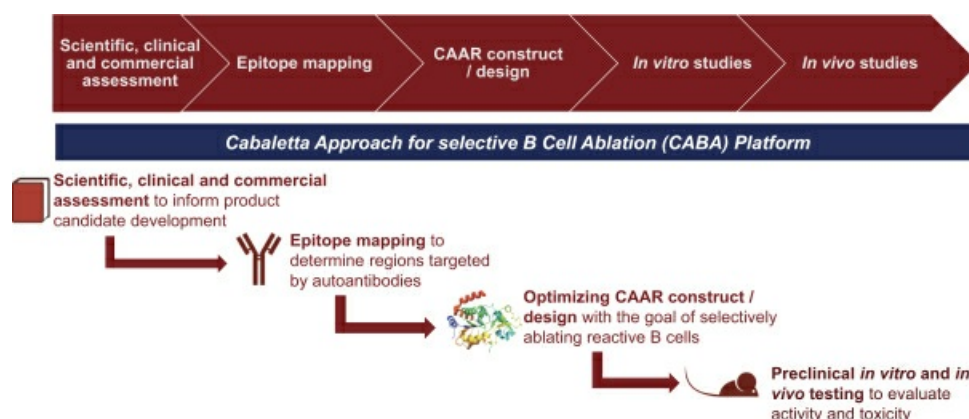 Scientific, clinical
and commercial
assessment
Epitope mapping
CAAR construct
/ design
In vitro studies
In vivo studies
Cabaletta Approach for selective B Cell Ablation (CABA) Platform
Scientific, clinical and commercial
assessment to inform product
candidate development
Epitope mapping to
determine regions targeted
by autoantibodies
Optimizing CAAR construct /
design with the goal of selectively
ablating reactive B cells
Preclinical in vitro and in
vivo testing to evaluate
activity and toxicity